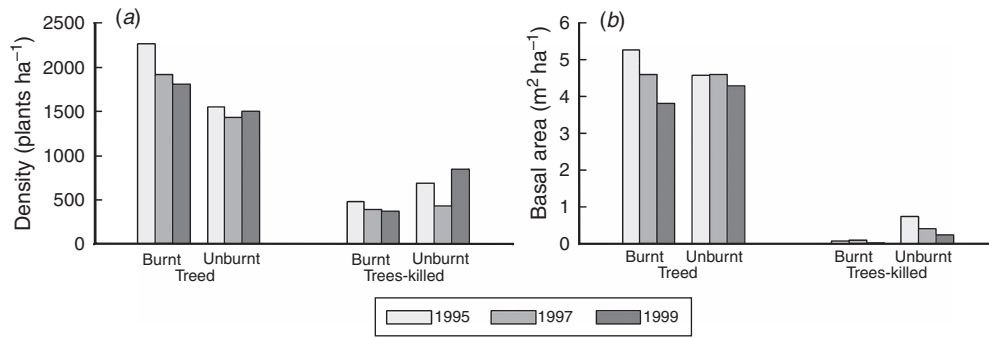 (a)
Density (plants ha⁻¹)
2500
2000
1500
1000
500
0
Burnt Unburnt Burnt Unburnt
Treed Trees-killed
(b)
Basal area (m² ha⁻¹)
6
5
4
3
2
1
0
Burnt Unburnt Burnt Unburnt
Treed Trees-killed
1995 1997 1999